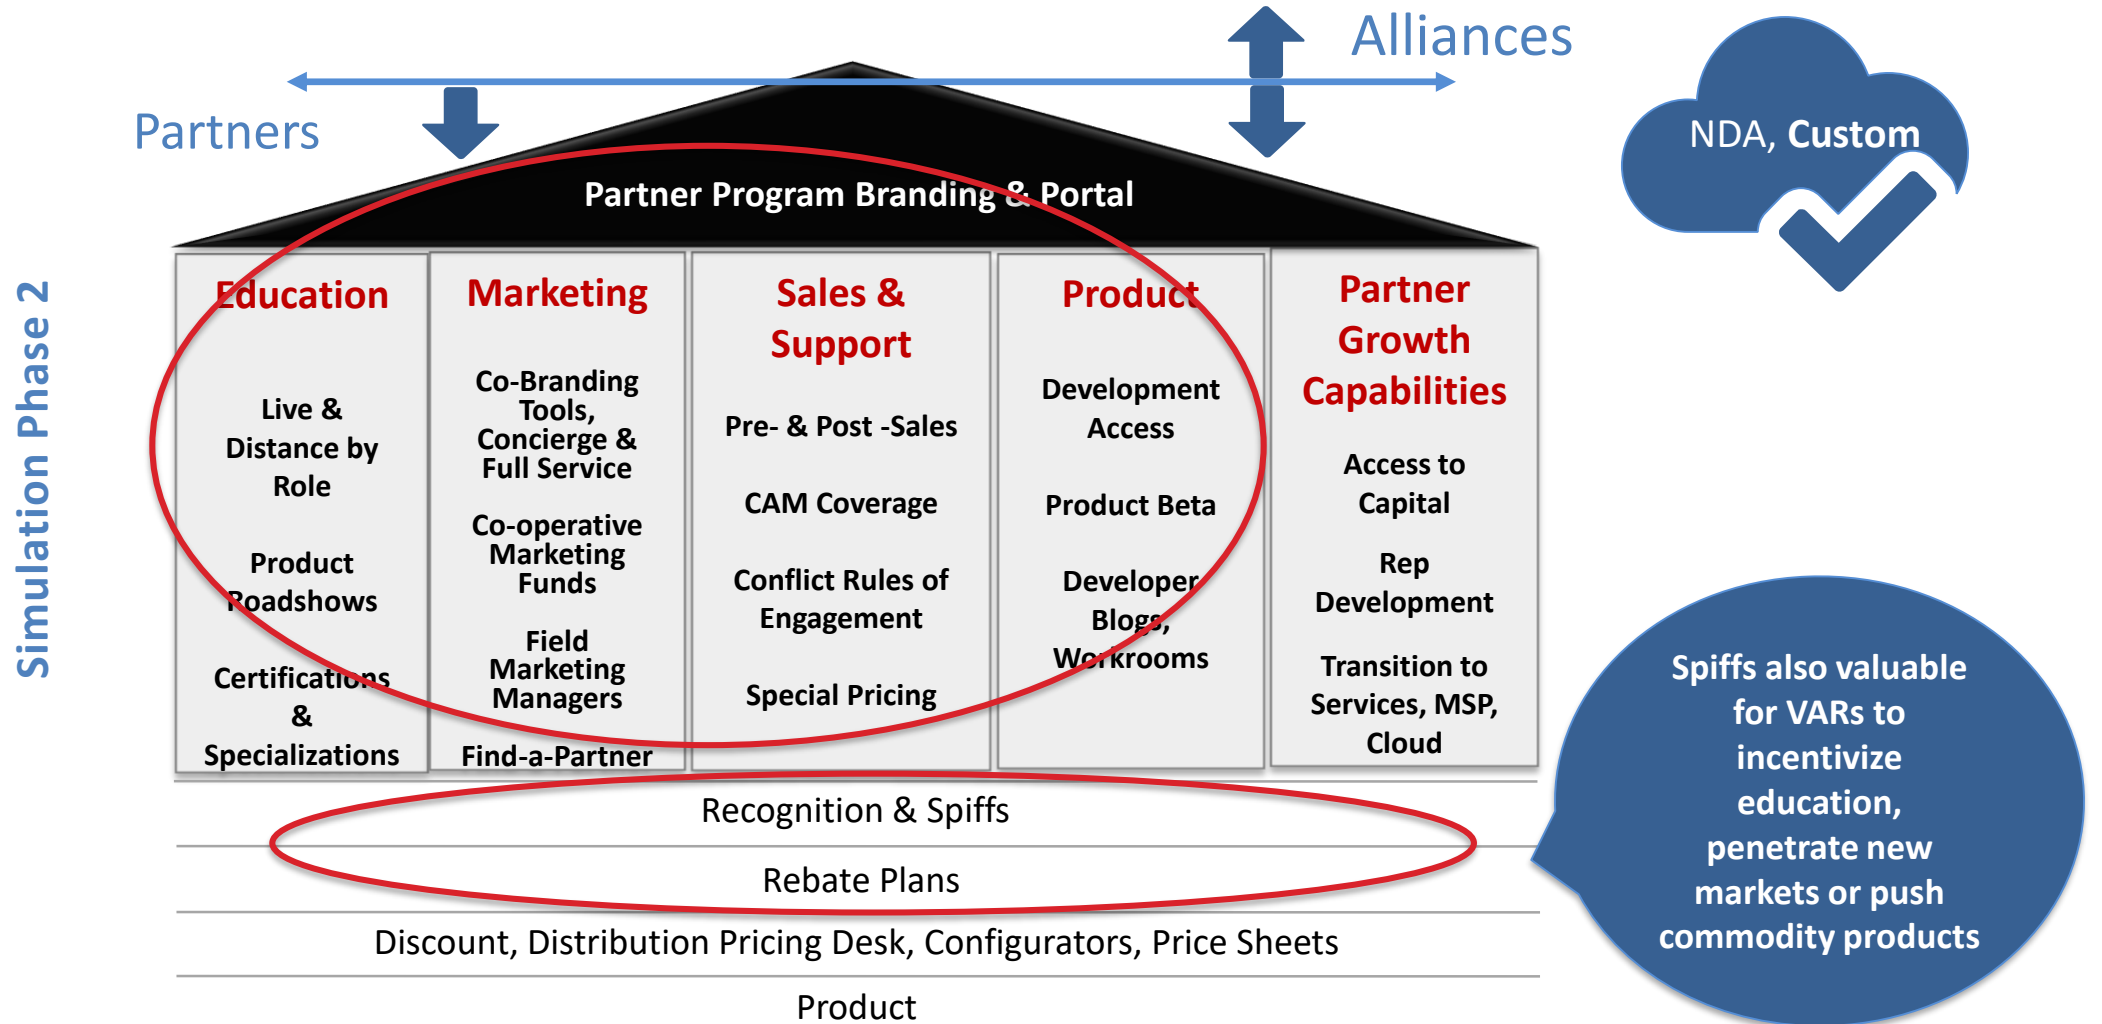 Simulation Phase 2
Alliances
Partners
NDA, Custom
Partner Program Branding & Portal
Education
Live &
Distance by
Role
Product
Roadshows
Certifications
&
Specializations
Marketing
Co-Branding
Tools,
Concierge &
Full Service
Co-operative
Marketing
Funds
Field
Marketing
Managers
Find-a-Partner
Sales &
Support
Pre- & Post -Sales
CAM Coverage
Conflict Rules of
Engagement
Special Pricing
Product
Development
Access
Product Beta
Developer
Blogs,
Workrooms
Partner
Growth
Capabilities
Access to
Capital
Rep
Development
Transition to
Services, MSP,
Cloud
Recognition & Spiffs
Rebate Plans
Discount, Distribution Pricing Desk, Configurators, Price Sheets
Product
Spiffs also valuable
for VARs to
incentivize
education,
penetrate new
markets or push
commodity products